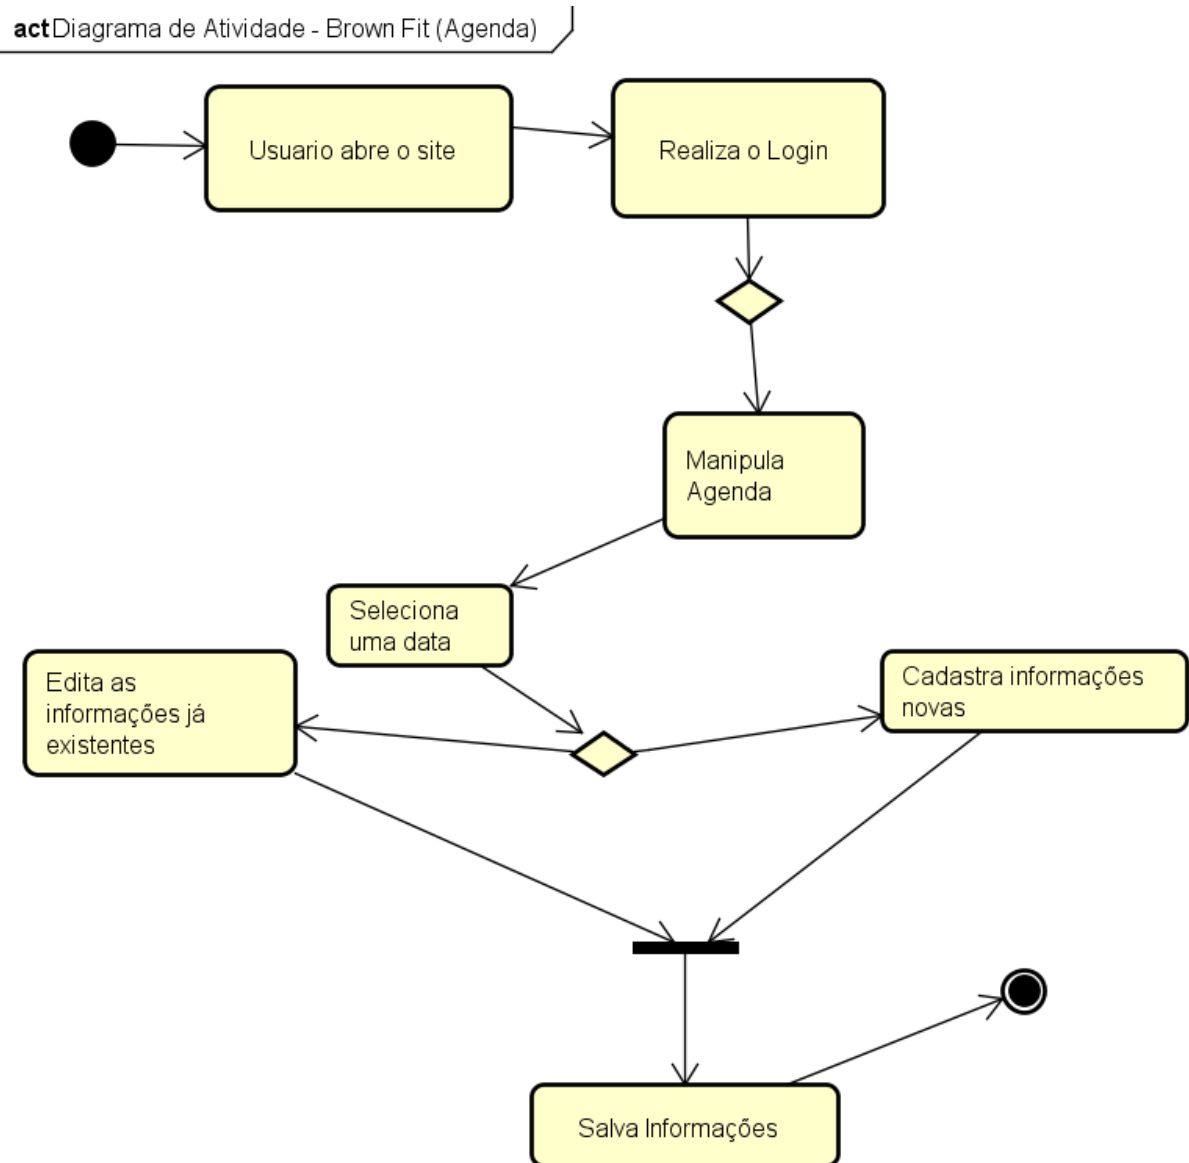 act Diagrama de Atividade - Brown Fit (Agenda)
Usuario abre o site
Realiza o Login
Manipula
Agenda
Seleciona
uma data
Edita as
informações já
existentes
Cadastra informações
novas
Salva Informações